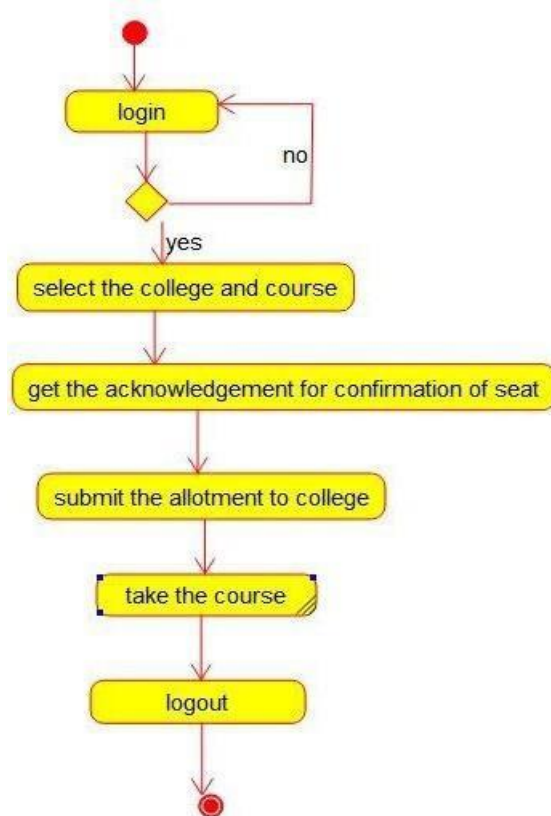 login
no
yes
select the college and course
get the acknowledgement for confirmation of seat
submit the allotment to college
take the course
logout